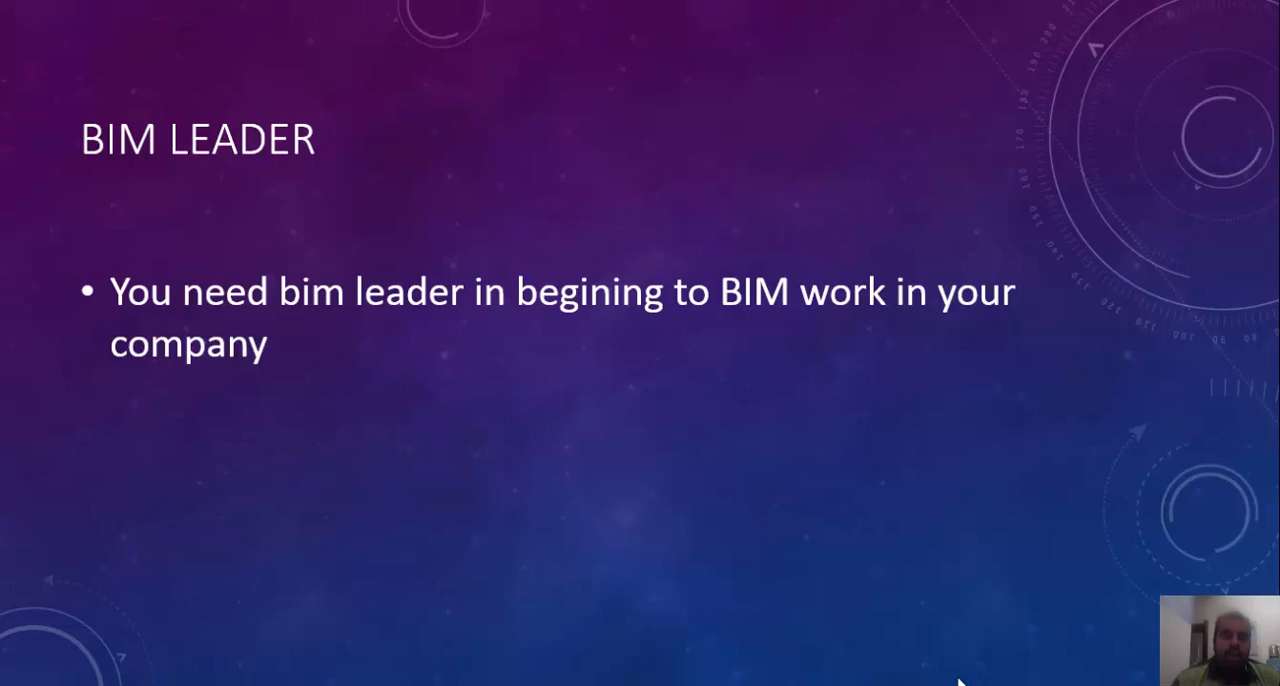 BIM LEADER
• You need bim leader in begining to BIM work in your
company